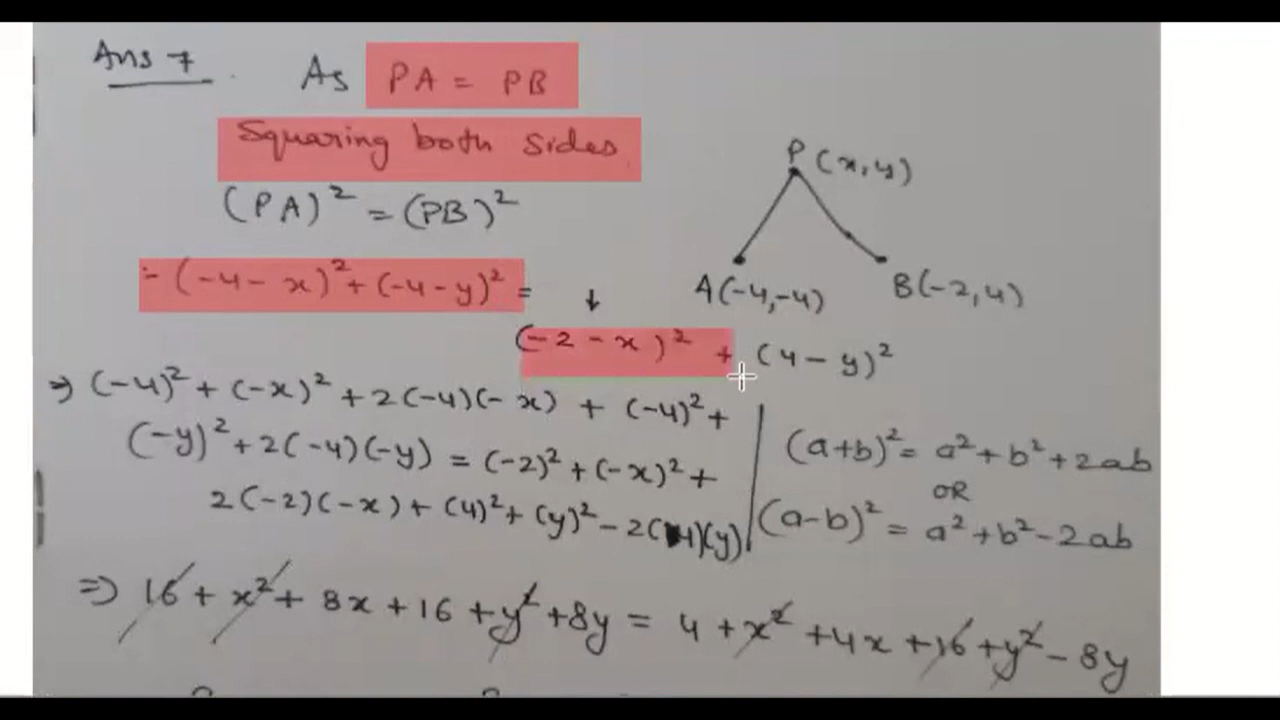 Ans 7
As PA = PB
Squaring both sides
(PA)² = (PB)²
:- (-4-x)² + (-4-y)² =
(-2-x)² + (4-y)²
P(x,y)
A(-4,-4)
B(-2,4)
⇒ (-4)² + (-x)² + 2(-4)(-x) + (-4)² +
(-y)² + 2(-4)(-y) = (-2)² + (-x)² +
2(-2)(-x) + (4)² + (y)² - 2(4)(y)
(a+b)² = a²+b²+2ab
OR
(a-b)² = a²+b²-2ab
⇒ 16 + x² + 8x + 16 + y² + 8y = 4 + x² + 4x + 16 + y² - 8y